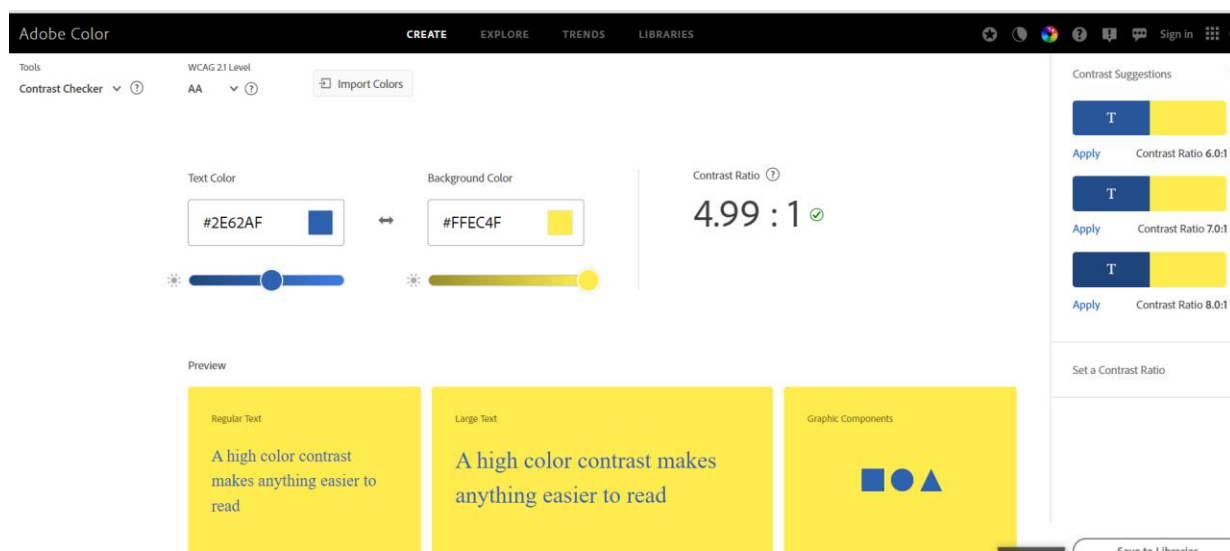 Adobe Color
CREATE EXPLORE TRENDS LIBRARIES
Sign in
Tools
Contrast Checker
WCAG 2.1 Level
AA
Import Colors
Text Color
#2E62AF
Background Color
#FFEC4F
Contrast Ratio
4.99 : 1
Contrast Suggestions
T
Apply Contrast Ratio 6.0:1
T
Apply Contrast Ratio 7.0:1
T
Apply Contrast Ratio 8.0:1
Set a Contrast Ratio
Preview
Regular Text
A high color contrast
makes anything easier to
read
Large Text
A high color contrast makes
anything easier to read
Graphic Components
Save to Libraries